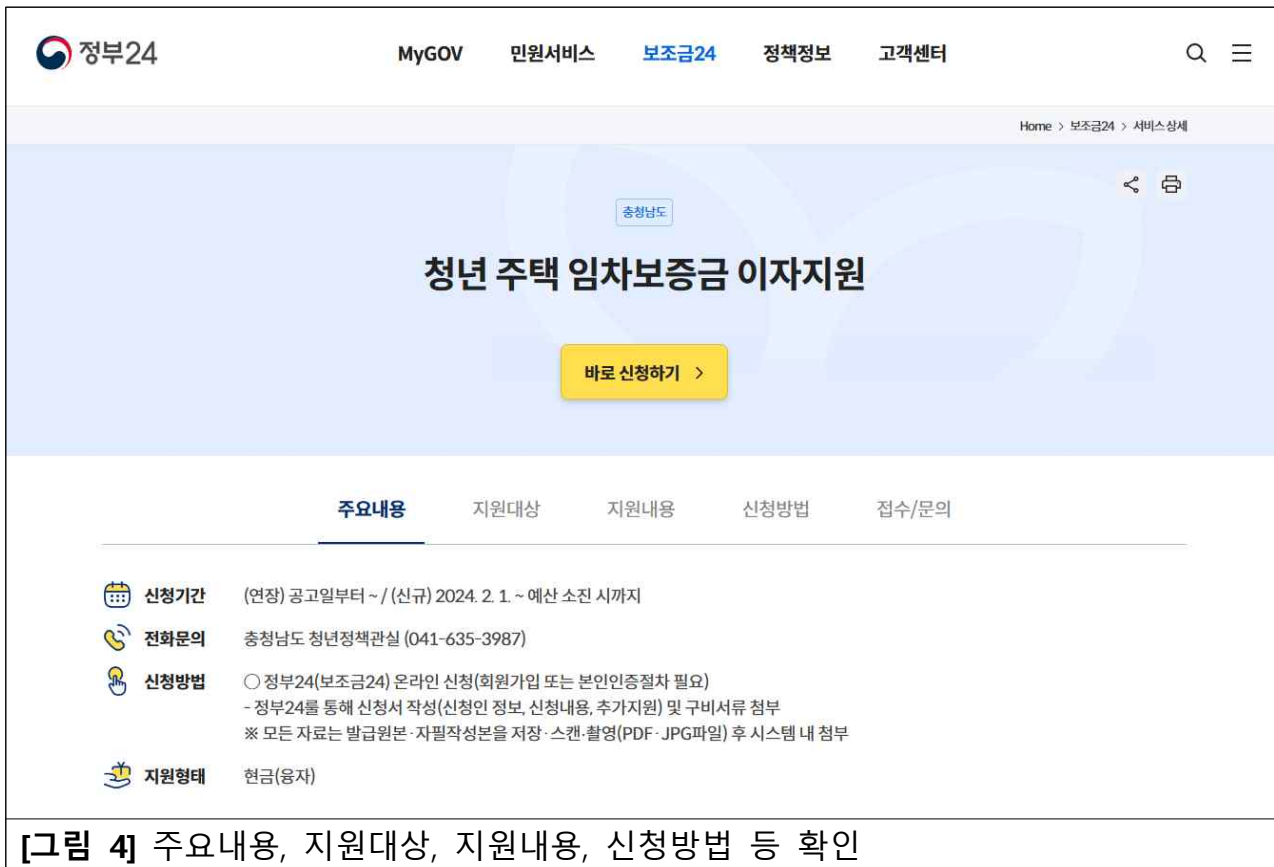 정부24
MyGOV 민원서비스 보조금24 정책정보 고객센터
Home > 보조금24 > 서비스상세
충청남도
청년 주택 임차보증금 이자지원
바로 신청하기 >
주요내용 지원대상 지원내용 신청방법 접수/문의
신청기간 (연장) 공고일부터 ~ / (신규) 2024. 2. 1. ~ 예산 소진 시까지
전화문의 충청남도 청년정책관실 (041-635-3987)
신청방법 ○ 정부24(보조금24) 온라인 신청(회원가입 또는 본인인증절차 필요)
- 정부24를 통해 신청서 작성(신청인 정보, 신청내용, 추가지원) 및 구비서류 첨부
※ 모든 자료는 발급원본·자필작성본을 저장·스캔·촬영(PDF·JPG파일) 후 시스템 내 첨부
지원형태 현금(융자)
[그림 4] 주요내용, 지원대상, 지원내용, 신청방법 등 확인